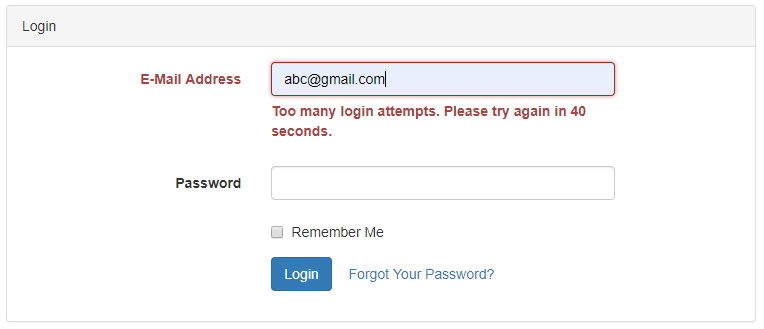 Login
E-Mail Address
abc@gmail.com
Too many login attempts. Please try again in 40
seconds.
Password
Remember Me
Login Forgot Your Password?